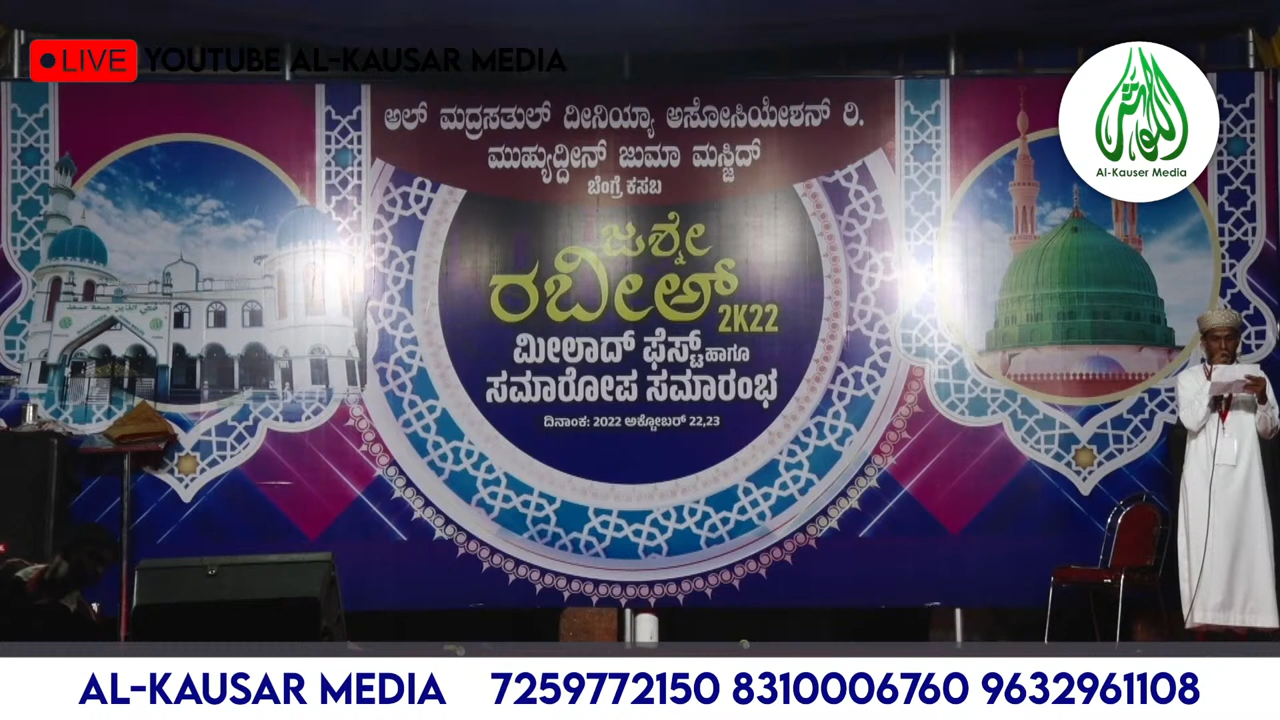 LIVE YOUTUBE AL-KAUSAR MEDIA
Al-Kauser Media
ಅಲ್ ಮದ್ರಸತುಲ್ ದೀನಿಯ್ಯಾ ಅಸೋಸಿಯೇಶನ್ ರಿ.
ಮುಹ್ಯುದ್ದೀನ್ ಜುಮಾ ಮಸ್ಜಿದ್
ಬೆಂಗ್ರೆ ಕಸಬ
ಜಶ್ನೇ
ರಬೀಅ್ 2K22
ಮೀಲಾದ್ ಫೆಸ್ಟ್ ಹಾಗೂ
ಸಮಾರೋಪ ಸಮಾರಂಭ
ದಿನಾಂಕ: 2022 ಅಕ್ಟೋಬರ್ 22,23
AL-KAUSAR MEDIA 7259772150 8310006760 9632961108